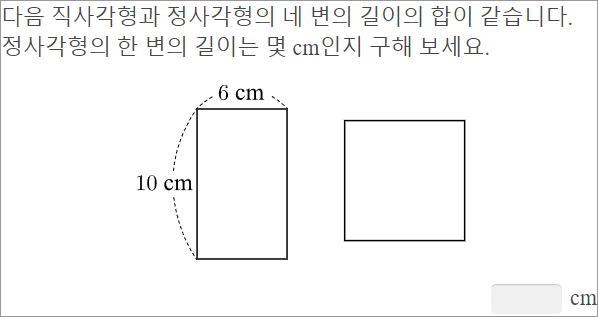 다음 직사각형과 정사각형의 네 변의 길이의 합이 같습니다.
정사각형의 한 변의 길이는 몇 cm인지 구해 보세요.
6 cm
10 cm
cm